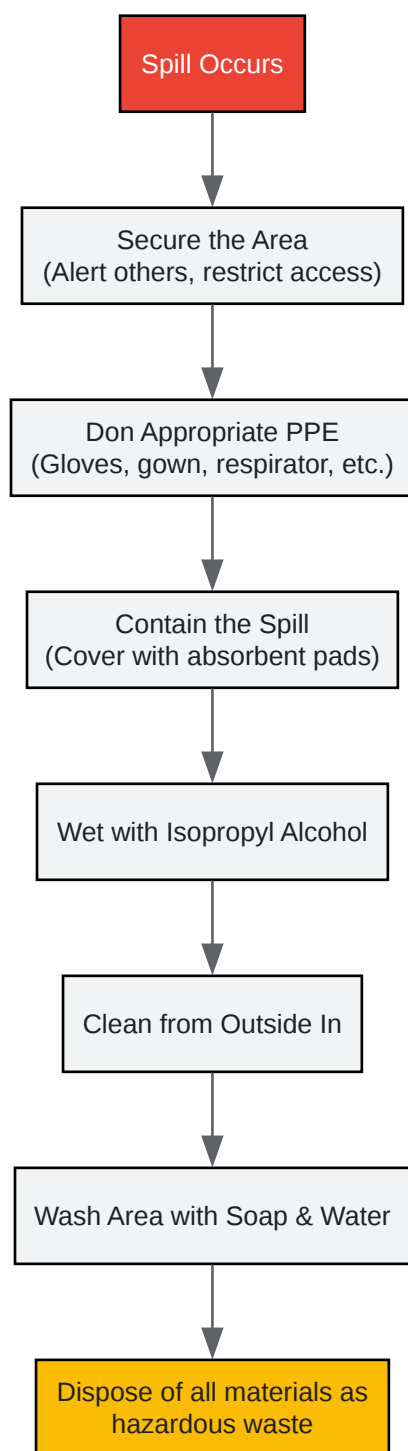 Spill Occurs
Secure the Area
(Alert others, restrict access)
Don Appropriate PPE
(Gloves, gown, respirator, etc.)
Contain the Spill
(Cover with absorbent pads)
Wet with Isopropyl Alcohol
Clean from Outside In
Wash Area with Soap & Water
Dispose of all materials as
hazardous waste